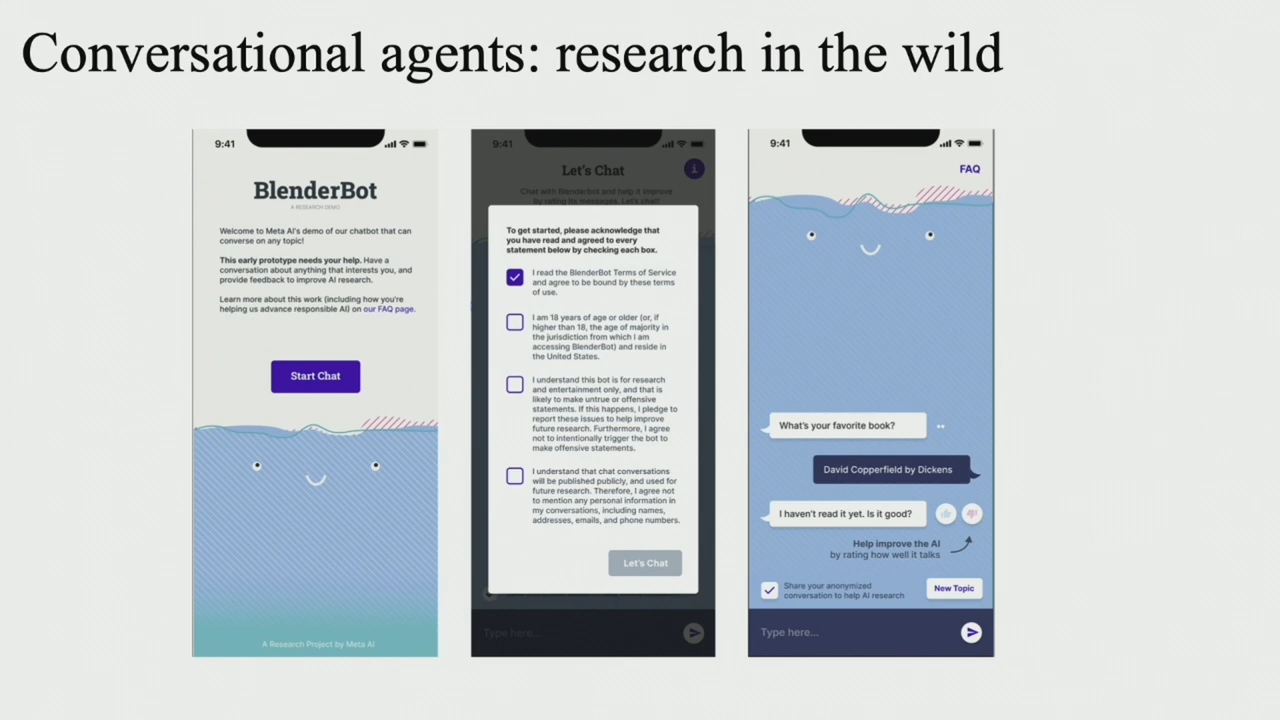 Conversational agents: research in the wild
9:41
BlenderBot
A RESEARCH DEMO
Welcome to Meta AI's demo of our chatbot that can
converse on any topic!
This early prototype needs your help. Have a
conversation about anything that interests you, and
provide feedback to improve AI research.
Learn more about this work (including how you're
helping us advance responsible AI) on our FAQ page.
Start Chat
A Research Project by Meta AI
9:41
Let's Chat
i
Chat with Blenderbot and help it improve
by rating its messages. Let's chat!
To get started, please acknowledge that
you have read and agreed to every
statement below by checking each box.
I read the BlenderBot Terms of Service
and agree to be bound by these terms
of use.
I am 18 years of age or older (or, if
higher than 18, the age of majority in
the jurisdiction from which I am
accessing BlenderBot) and reside in
the United States.
I understand this bot is for research
and entertainment only, and that is
likely to make untrue or offensive
statements. If this happens, I pledge to
report these issues to help improve
future research. Furthermore, I agree
not to intentionally trigger the bot to
make offensive statements.
I understand that chat conversations
will be published publicly, and used for
future research. Therefore, I agree not
to mention any personal information in
my conversations, including names,
addresses, emails, and phone numbers.
Let's Chat
Type here...
9:41
FAQ
What's your favorite book?
David Copperfield by Dickens
I haven't read it yet. Is it good?
Help improve the AI
by rating how well it talks
Share your anonymized
conversation to help AI research
New Topic
Type here...